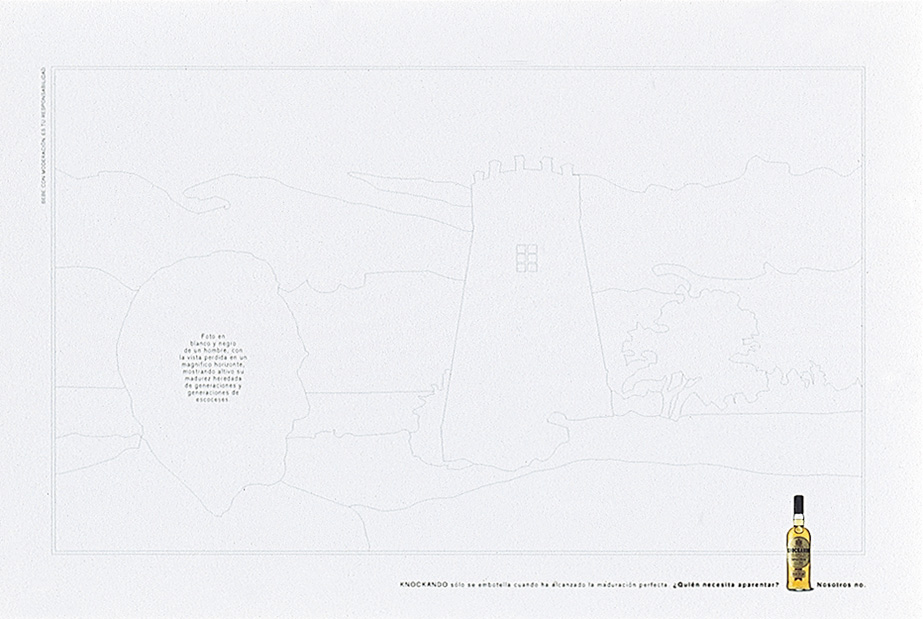 BEBE CON MODERACIÓN. ES TU RESPONSABILIDAD.
Foto en
blanco y negro
de un hombre, con
la vista perdida en un
magnífico horizonte,
mostrando altivo su
madurez heredada
de generaciones y
generaciones de
escoceses.
KNOCKANDO sólo se embotella cuando ha alcanzado la maduración perfecta. ¿Quién necesita aparentar? Nosotros no.
KNOCKANDO